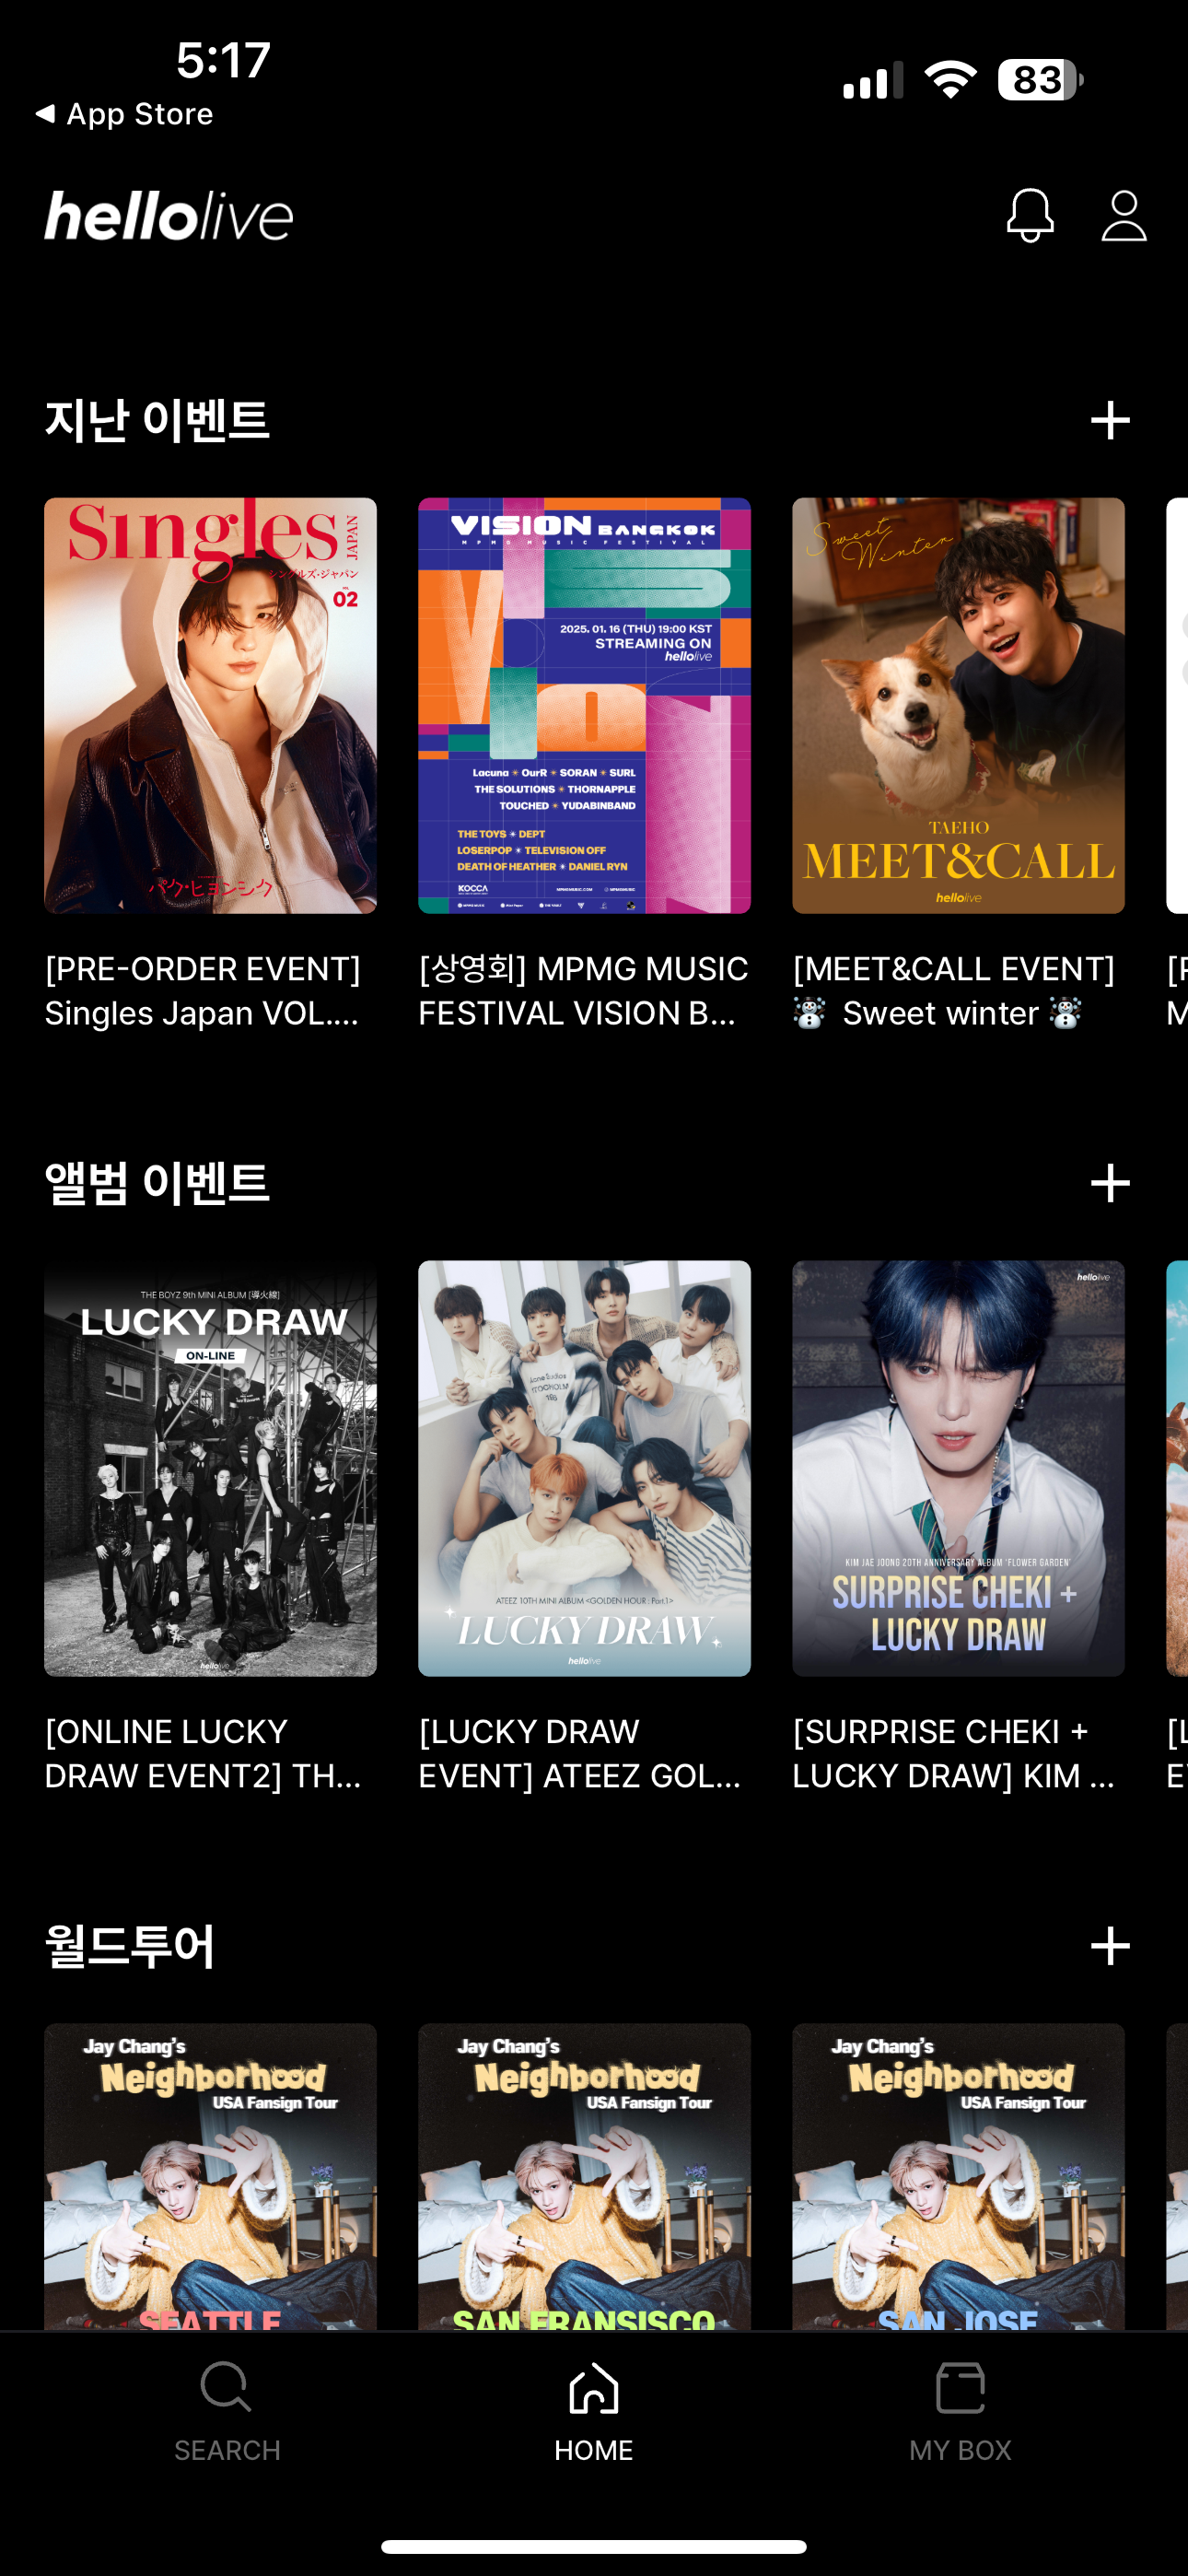 5:17
83
◀ App Store
hellolive
지난 이벤트
Singles
JAPAN
シングルズ・ジャパン
02
パク・ヒョンシク
VISION BANGKOK
MPMG MUSIC FESTIVAL
2025. 01. 16 (THU) 19:00 KST
STREAMING ON
hellolive
Lacuna ✴ OurR ✴ SORAN ✴ SURL
THE SOLUTIONS ✴ THORNAPPLE
TOUCHED ✴ YUDABINBAND
THE TOYS ✴ DEPT
LOSERPOP ✴ TELEVISION OFF
DEATH OF HEATHER ✴ DANIEL RYN
KOCCA
MPMGMUSIC.COM
MPMGMUSIC
Sweet
Winter
TAEHO
MEET&CALL
hellolive
[PRE-ORDER EVENT]
Singles Japan VOL....
[상영회] MPMG MUSIC
FESTIVAL VISION B...
[MEET&CALL EVENT]
☃️ Sweet winter ☃️
앨범 이벤트
THE BOYZ 9th MINI ALBUM [導火線]
LUCKY DRAW
ON-LINE
hellolive
ATEEZ 10TH MINI ALBUM <GOLDEN HOUR : Part.1>
LUCKY DRAW
hellolive
hellolive
KIM JAE JOONG 20TH ANNIVERSARY ALBUM 'FLOWER GARDEN'
SURPRISE CHEKI +
LUCKY DRAW
[ONLINE LUCKY
DRAW EVENT2] TH...
[LUCKY DRAW
EVENT] ATEEZ GOL...
[SURPRISE CHEKI +
LUCKY DRAW] KIM ...
월드투어
Jay Chang's
Neighborhood
USA Fansign Tour
SEATTLE
Jay Chang's
Neighborhood
USA Fansign Tour
SAN FRANSISCO
Jay Chang's
Neighborhood
USA Fansign Tour
SAN JOSE
SEARCH
HOME
MY BOX